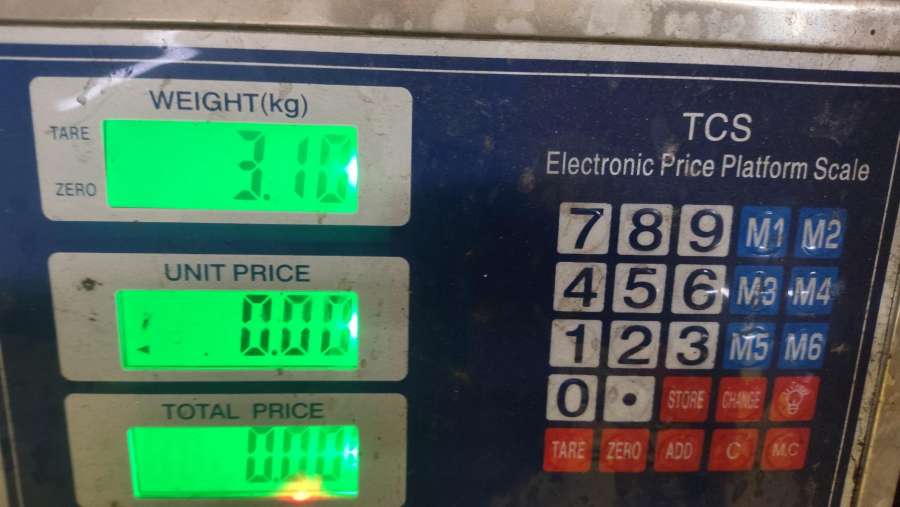 WEIGHT(kg)
TARE
3.10
ZERO
UNIT PRICE
0.00
TOTAL PRICE
0.00
TCS
Electronic Price Platform Scale
7 8 9 M1 M2
4 5 6 M3 M4
1 2 3 M5 M6
0 . STORE CHANGE
TARE ZERO ADD C M.C